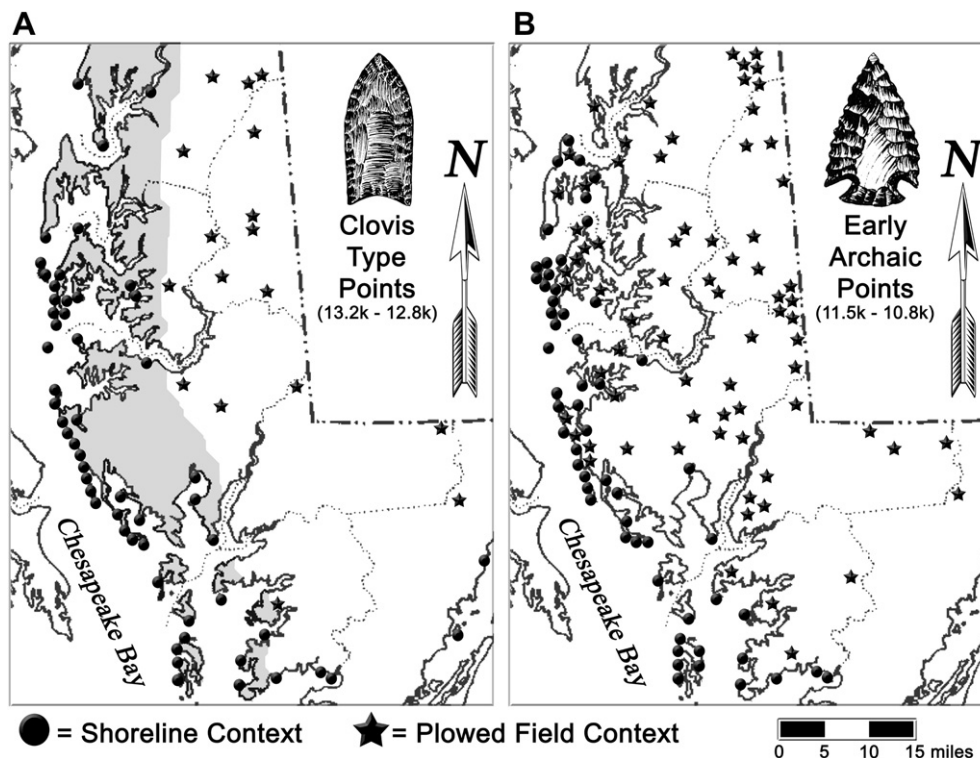 A
B
N
Clovis
Type
Points
(13.2k - 12.8k)
Chesapeake Bay
N
Early
Archaic
Points
(11.5k - 10.8k)
Chesapeake Bay
= Shoreline Context
= Plowed Field Context
0 5 10 15 miles